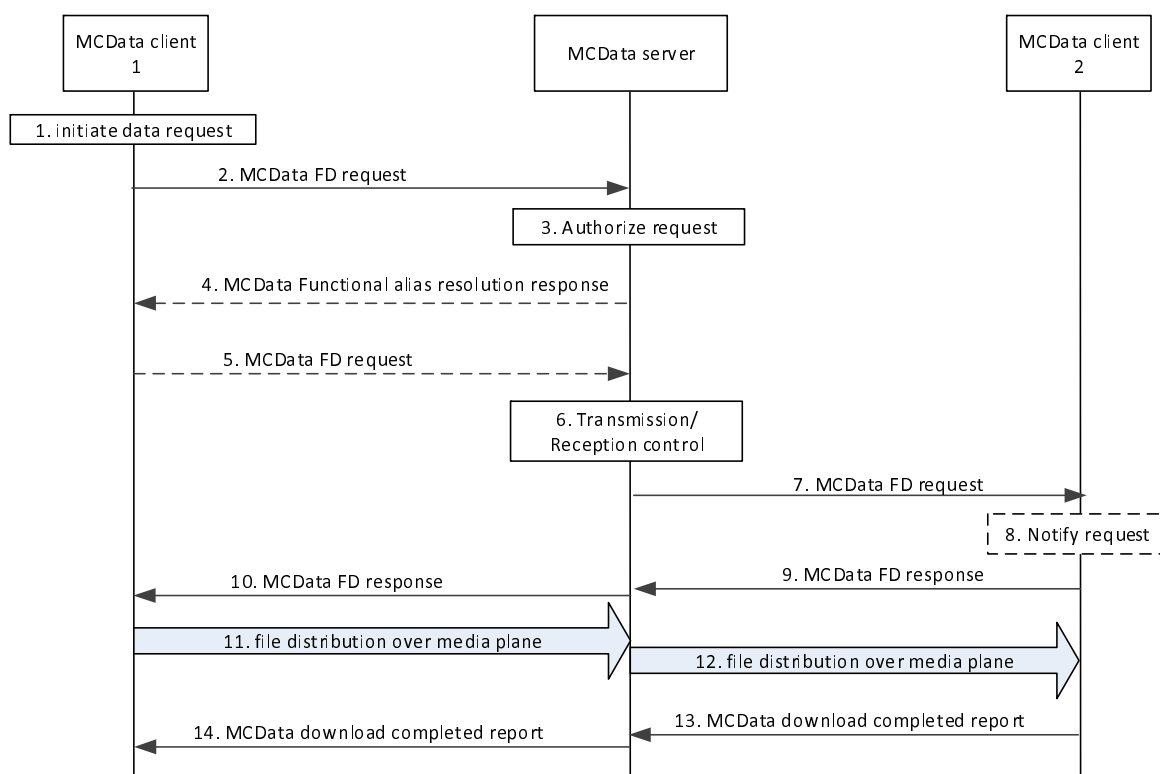 MCData client
1
MCData server
MCData client
2
1. initiate data request
2. MCData FD request
3. Authorize request
4. MCData Functional alias resolution response
5. MCData FD request
6. Transmission/
Reception control
7. MCData FD request
8. Notify request
9. MCData FD response
10. MCData FD response
11. file distribution over media plane
12. file distribution over media plane
13. MCData download completed report
14. MCData download completed report